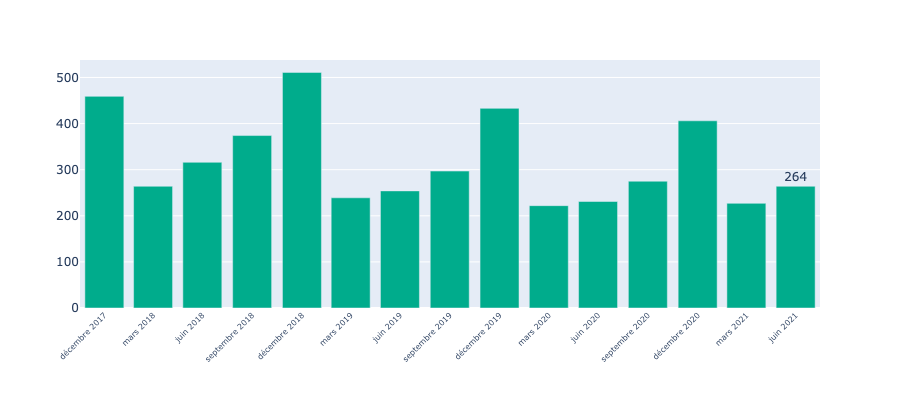 500
400
300
200
100
0
264
décembre 2017
mars 2018
juin 2018
septembre 2018
décembre 2018
mars 2019
juin 2019
septembre 2019
décembre 2019
mars 2020
juin 2020
septembre 2020
décembre 2020
mars 2021
juin 2021